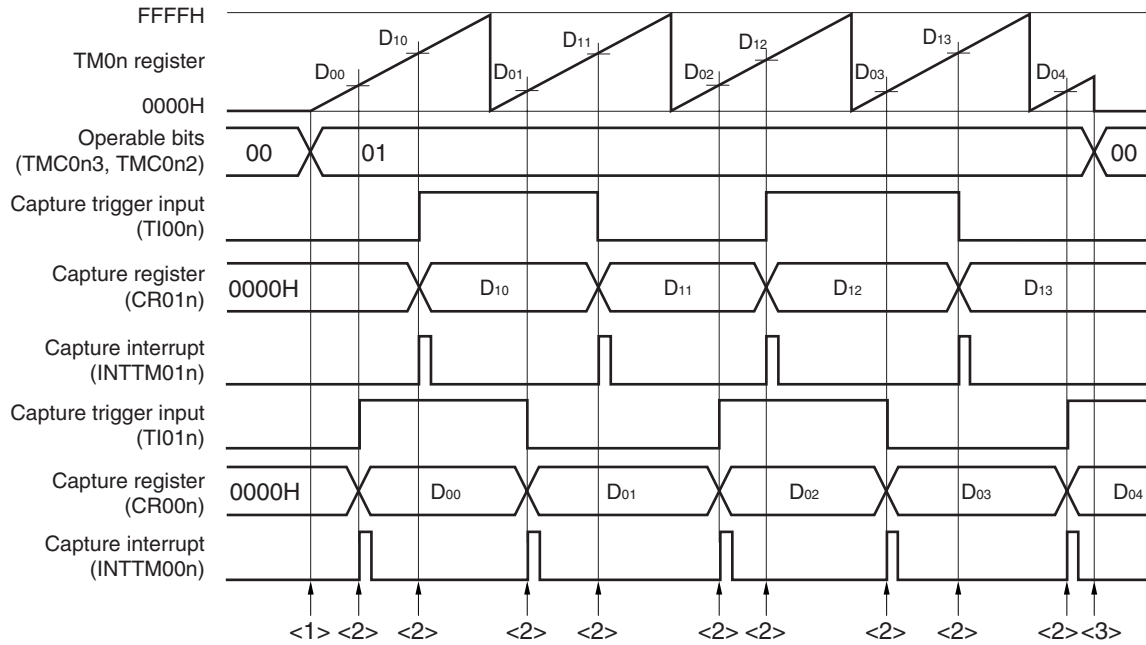 FFFFH
TM0n register
0000H
D10
D11
D12
D13
D00
D01
D02
D03
D04
Operable bits
(TMC0n3, TMC0n2)
00
01
00
Capture trigger input
(TI00n)
Capture register
(CR01n)
0000H
D10
D11
D12
D13
Capture interrupt
(INTTM01n)
Capture trigger input
(TI01n)
Capture register
(CR00n)
0000H
D00
D01
D02
D03
D04
Capture interrupt
(INTTM00n)
<1> <2> <2> <2> <2> <2> <2> <2> <2> <2> <3>